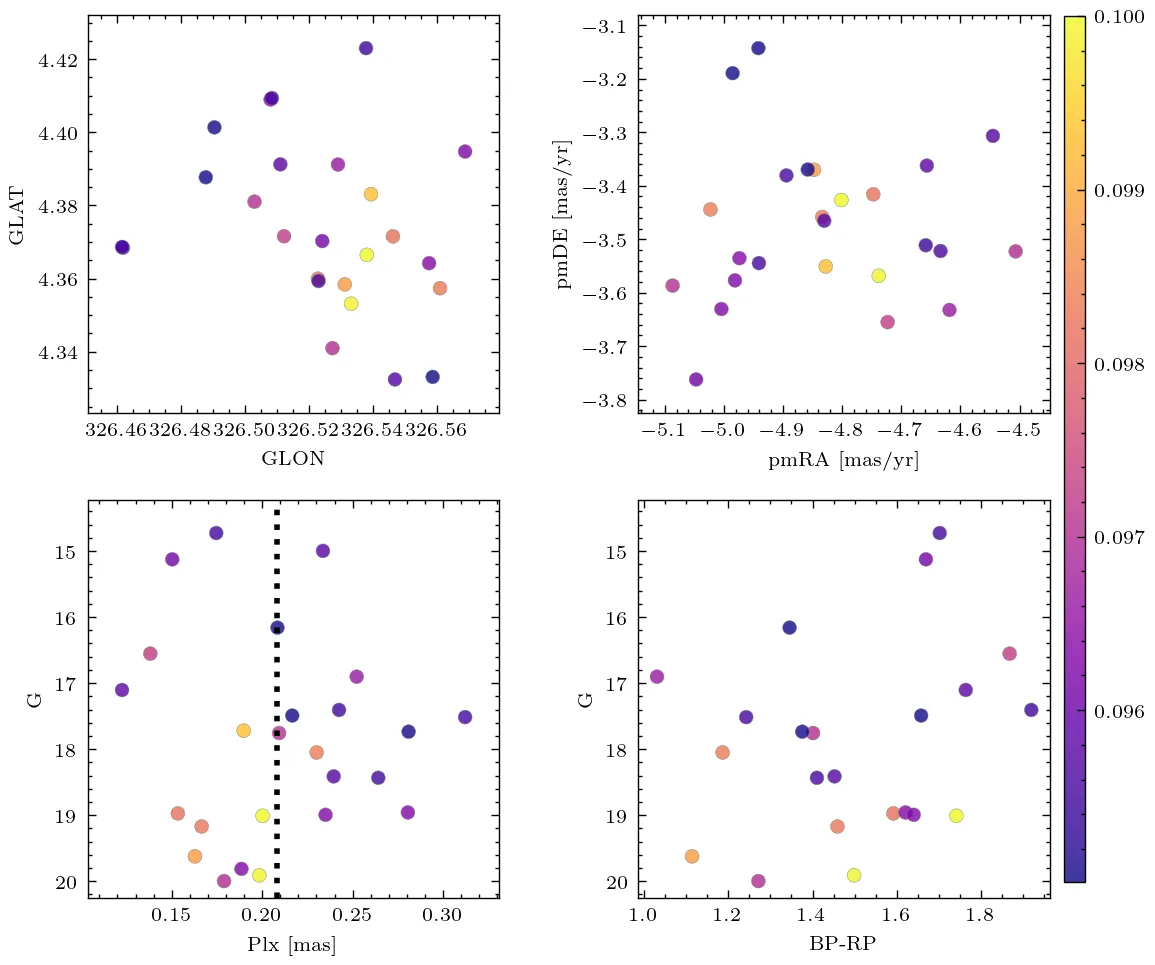 4.42
4.40
4.38
4.36
4.34
GLAT
326.46 326.48 326.50 326.52 326.54 326.56
GLON
−3.1
−3.2
−3.3
−3.4
−3.5
−3.6
−3.7
−3.8
pmDE [mas/yr]
−5.1 −5.0 −4.9 −4.8 −4.7 −4.6 −4.5
pmRA [mas/yr]
0.100
0.099
0.098
0.097
0.096
15
16
17
18
19
20
G
0.15 0.20 0.25 0.30
Plx [mas]
15
16
17
18
19
20
G
1.0 1.2 1.4 1.6 1.8
BP-RP